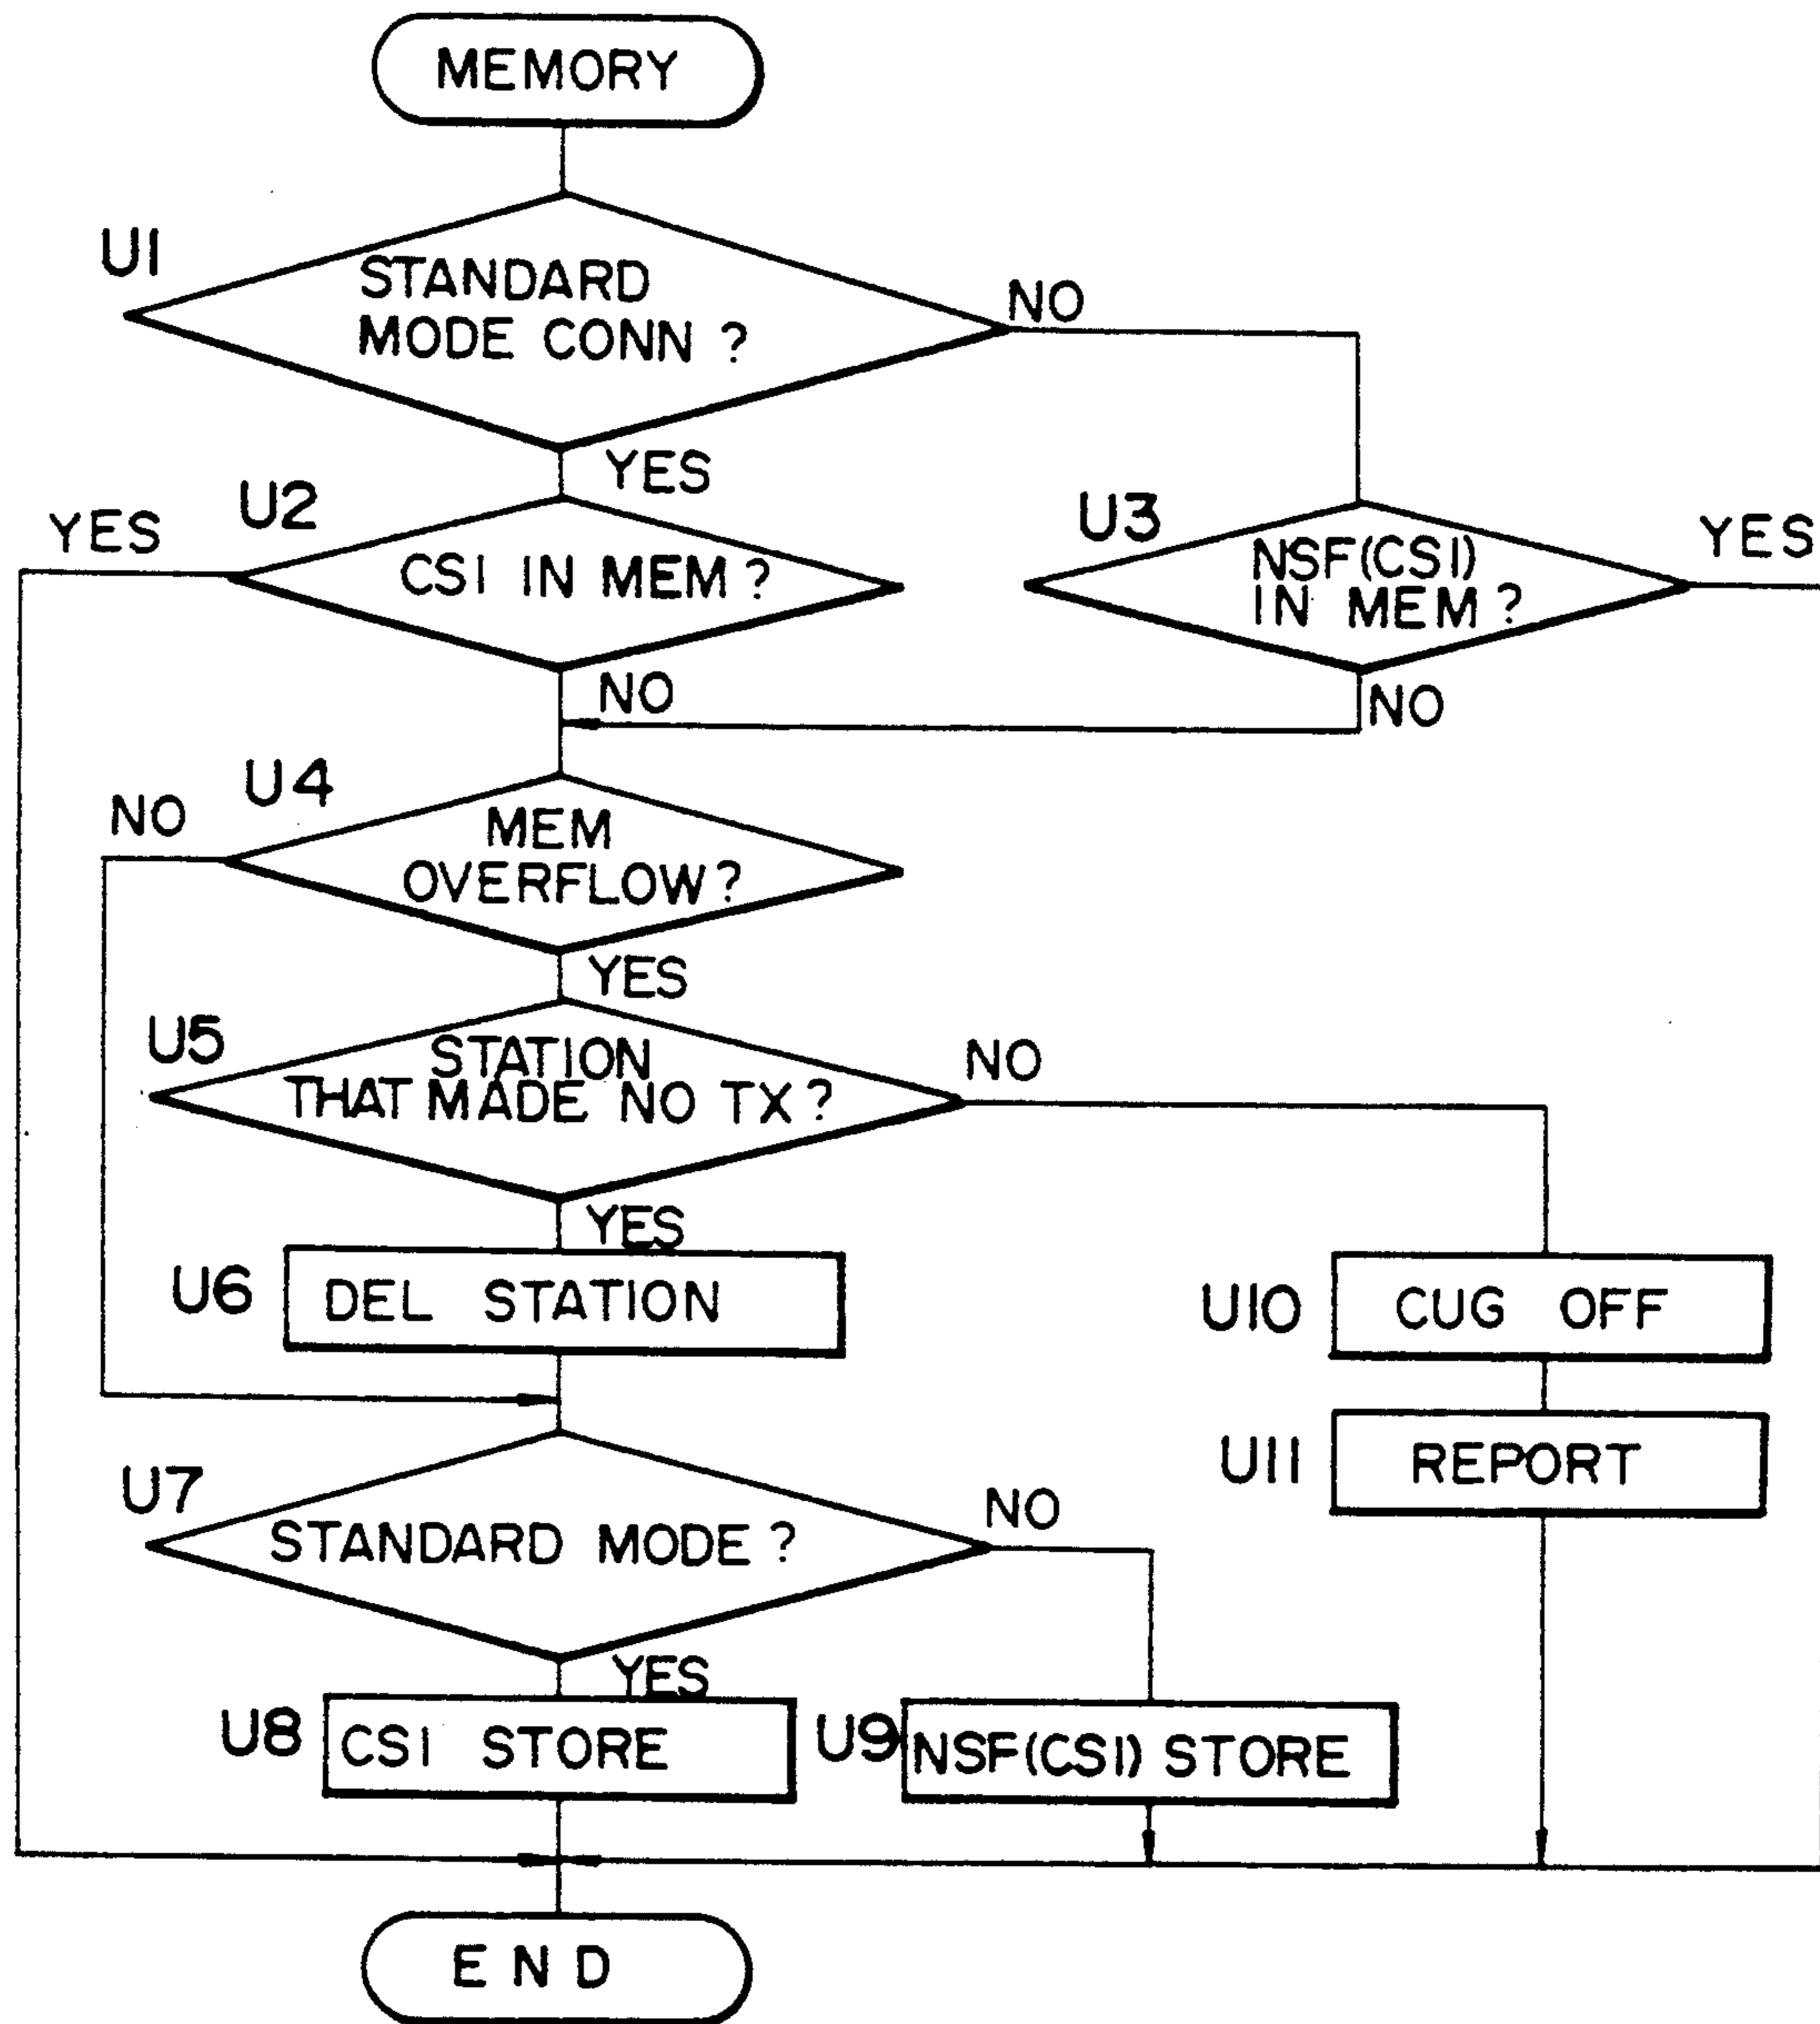 MEMORY
U1
STANDARD
MODE CONN ?
NO
YES
YES
U2
CSI IN MEM ?
NO
U3
NSF(CSI)
IN MEM ?
YES
NO
U4
NO
MEM
OVERFLOW ?
YES
U5
STATION
THAT MADE NO TX ?
NO
YES
U6
DEL STATION
U10
CUG OFF
U11
REPORT
U7
STANDARD MODE ?
NO
YES
U8
CSI STORE
U9
NSF(CSI) STORE
END